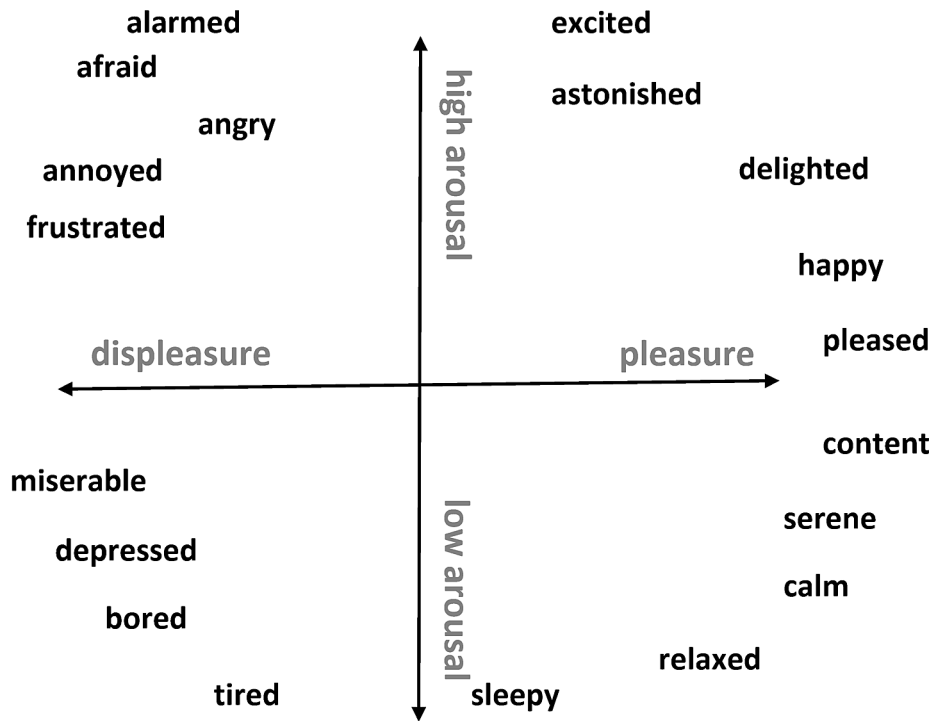 alarmed
excited
afraid
high arousal
astonished
angry
annoyed
delighted
frustrated
happy
displeasure
pleasure
pleased
content
miserable
low arousal
serene
depressed
calm
bored
relaxed
tired
sleepy